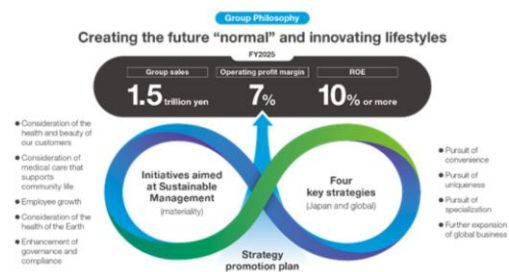 Group Philosophy
Creating the future “normal” and innovating lifestyles
FY2025
Group sales
1.5 trillion yen
Operating profit margin
7%
ROE
10% or more
● Consideration of the
health and beauty of
our customers
● Consideration of
medical care that
supports
community life
● Employee growth
● Consideration of the
health of the Earth
● Enhancement of
governance and
compliance
Initiatives aimed
at Sustainable
Management
(materiality)
Four
key strategies
(Japan and global)
● Pursuit of
convenience
● Pursuit of
uniqueness
● Pursuit of
specialization
● Further expansion
of global business
Strategy
promotion plan